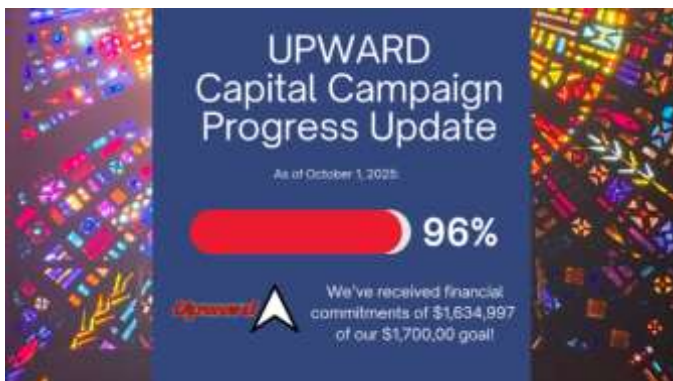 UPWARD
Capital Campaign
Progress Update
As of October 1, 2025:
96%
Upward
We've received financial
commitments of $1,634,997
of our $1,700,00 goal!